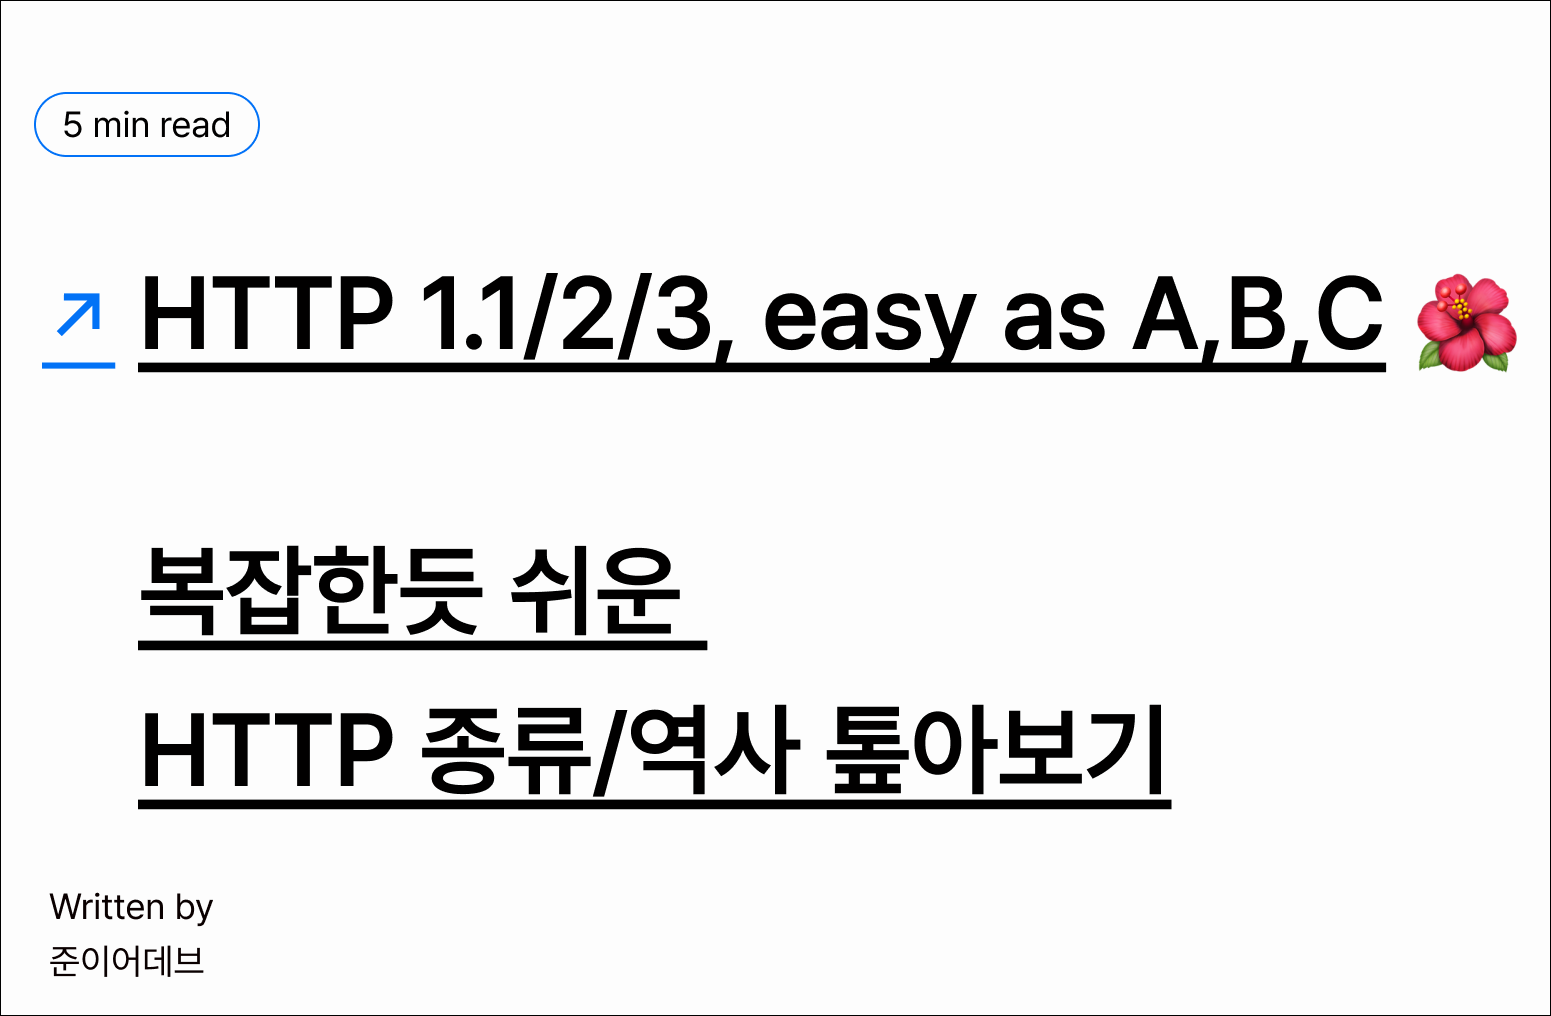 5 min read
HTTP 1.1/2/3, easy as A,B,C 🌺
복잡한듯 쉬운
HTTP 종류/역사 톺아보기
Written by
준이어데브